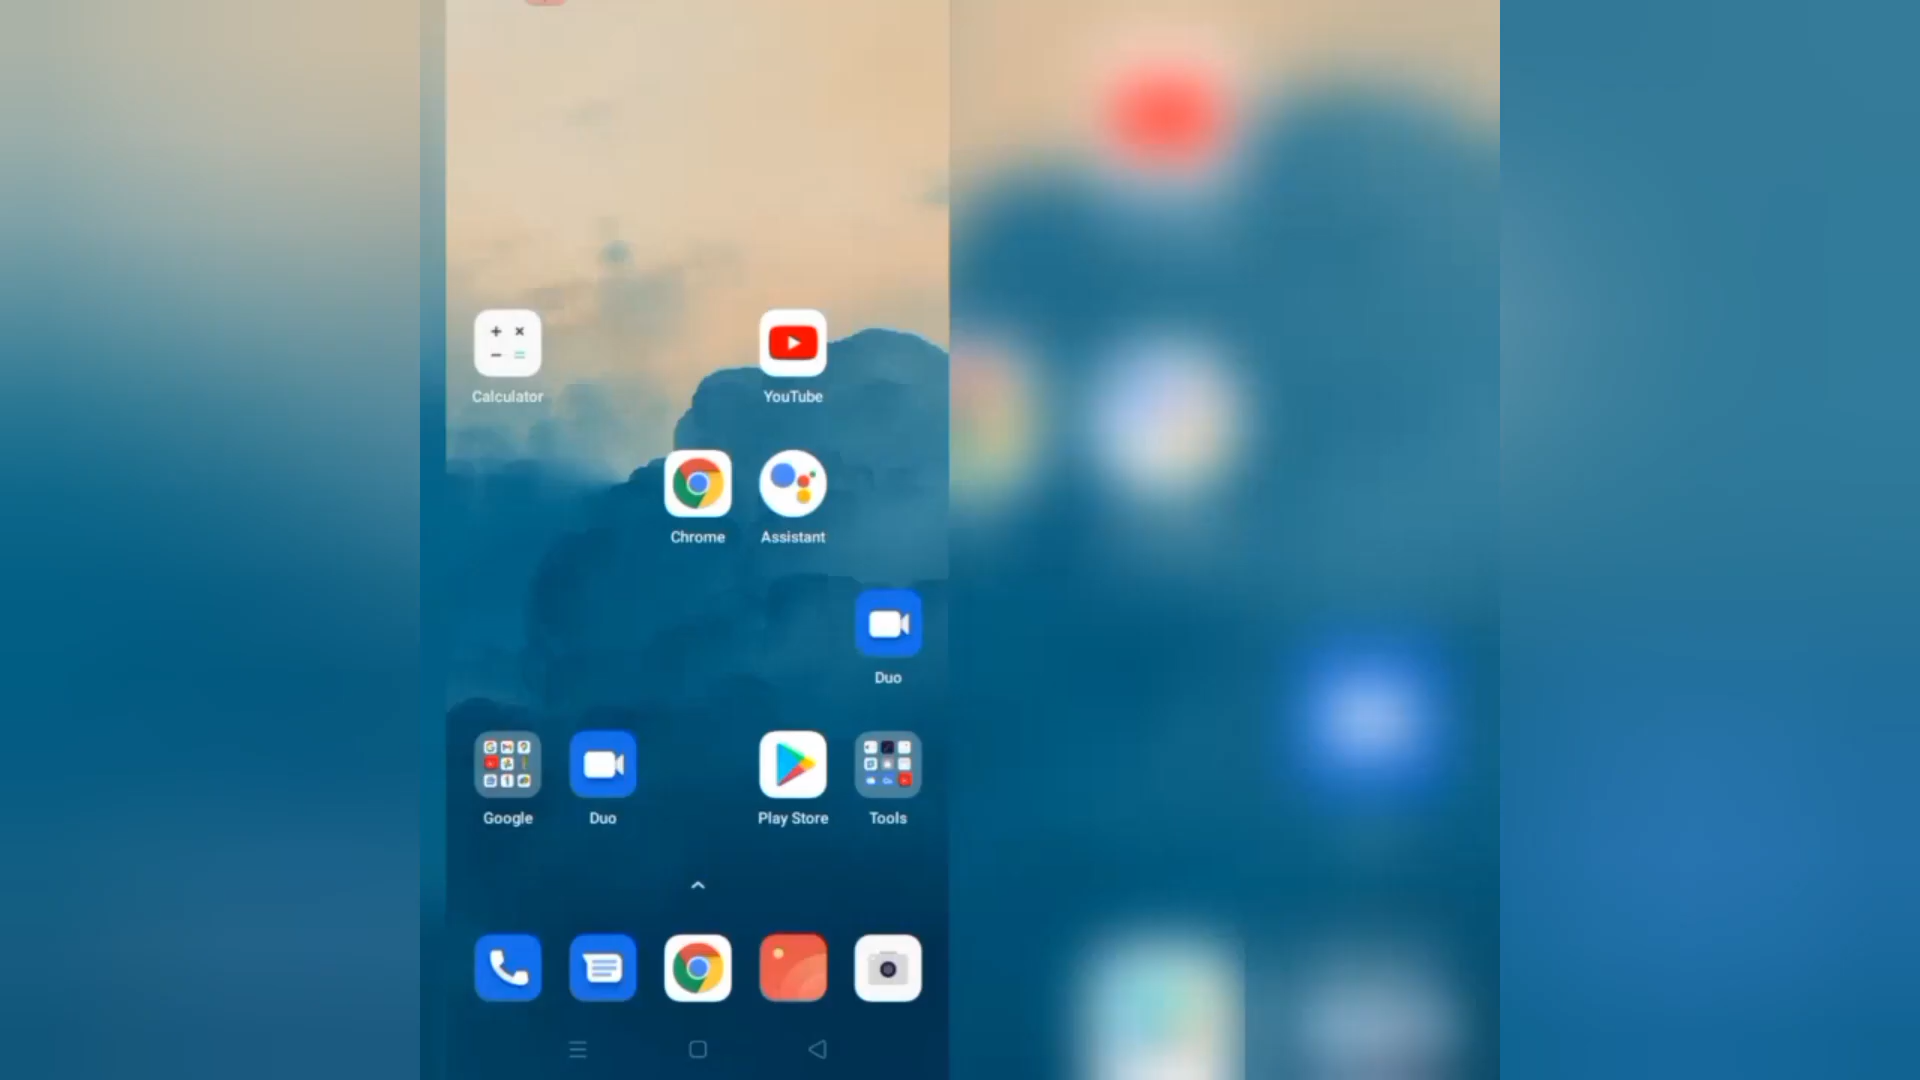 Calculator
YouTube
Chrome
Assistant
Duo
Google
Duo
Play Store
Tools